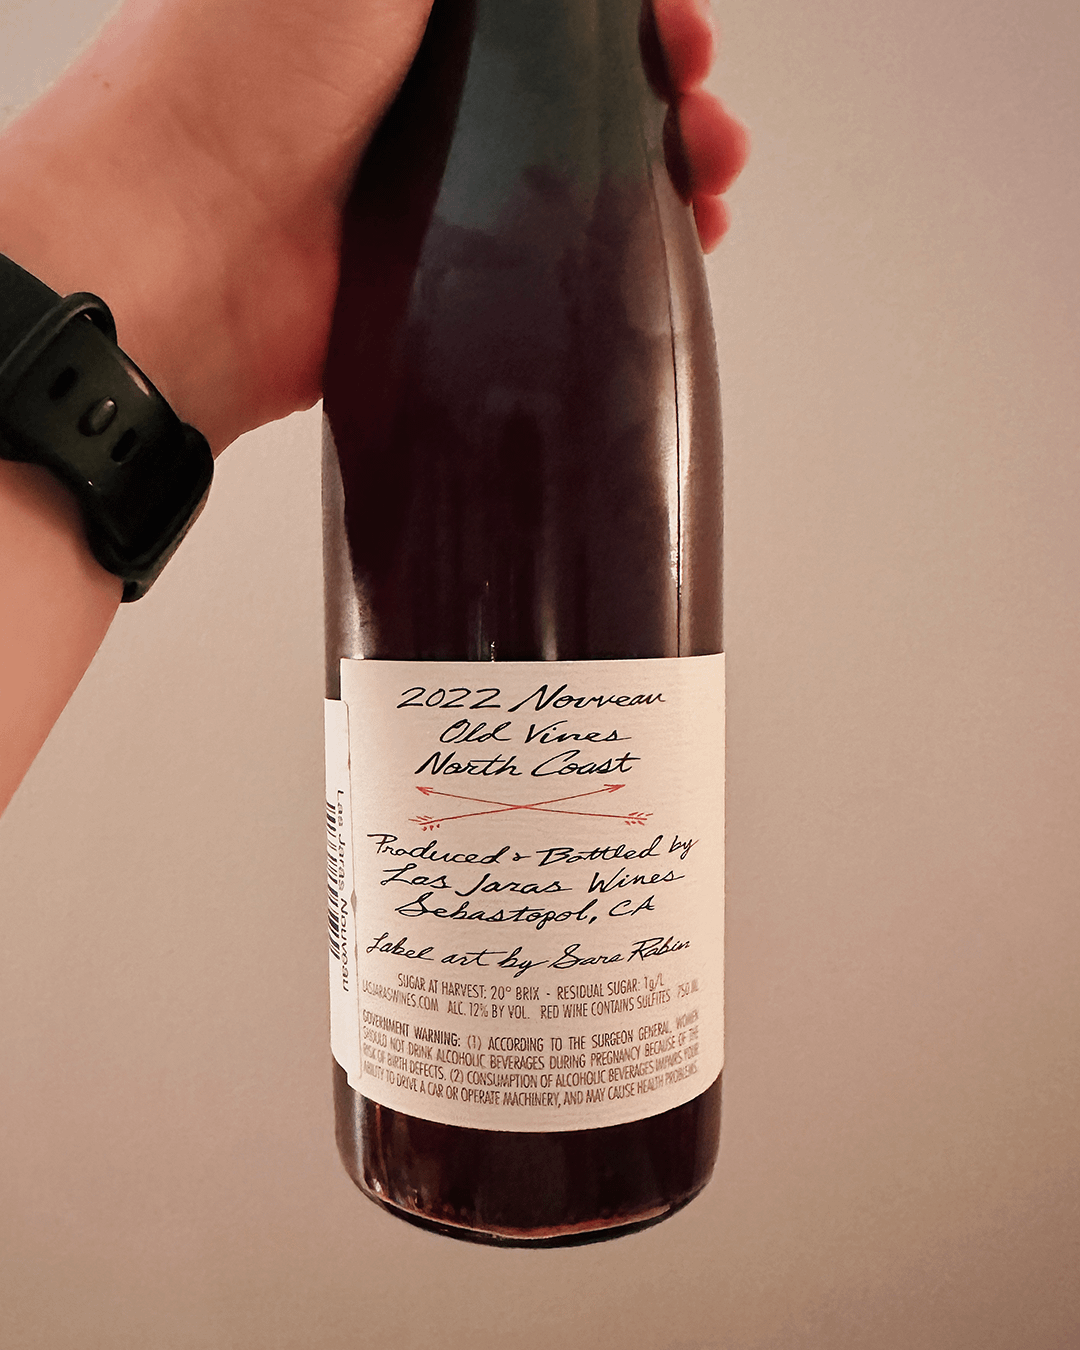 2022 Nouveau
Old Vines
North Coast
Produced & Bottled by
Las Jaras Wines
Sebastopol, CA
Label art by Sara Rabin
SUGAR AT HARVEST: 20° BRIX - RESIDUAL SUGAR: 1g/L
LASJARASWINES.COM ALC. 12% BY VOL. RED WINE CONTAINS SULFITES 750 ML
GOVERNMENT WARNING: (1) ACCORDING TO THE SURGEON GENERAL, WOMEN
SHOULD NOT DRINK ALCOHOLIC BEVERAGES DURING PREGNANCY BECAUSE OF THE
RISK OF BIRTH DEFECTS. (2) CONSUMPTION OF ALCOHOLIC BEVERAGES IMPAIRS YOUR
ABILITY TO DRIVE A CAR OR OPERATE MACHINERY, AND MAY CAUSE HEALTH PROBLEMS.
Las Jaras Nouveau